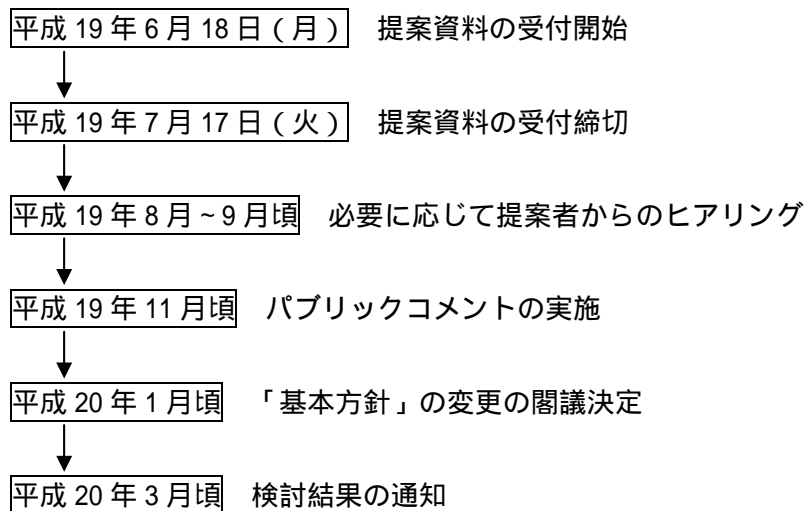 平成 19 年 6 月 18 日（月） 提案資料の受付開始
平成 19 年 7 月 17 日（火） 提案資料の受付締切
平成 19 年 8 月～9 月頃 必要に応じて提案者からのヒアリング
平成 19 年 11 月頃 パブリックコメントの実施
平成 20 年 1 月頃 「基本方針」の変更の閣議決定
平成 20 年 3 月頃 検討結果の通知